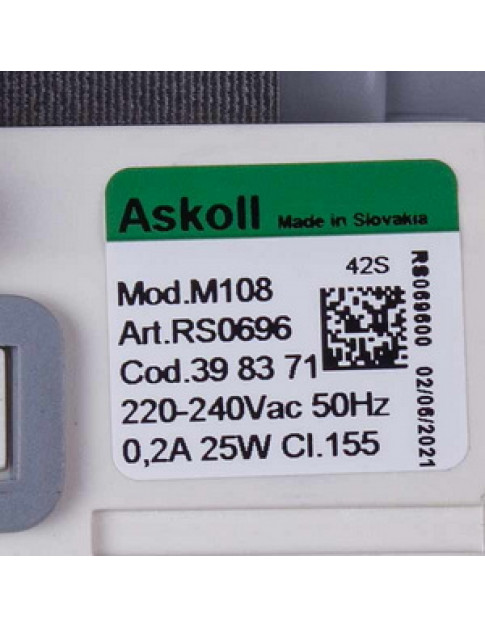 Askoll Made in Slovakia
42S
Mod.M108
Art.RS0696
Cod.39 83 71
220-240Vac 50Hz
0,2A 25W Cl.155
RS069600 02/06/2021